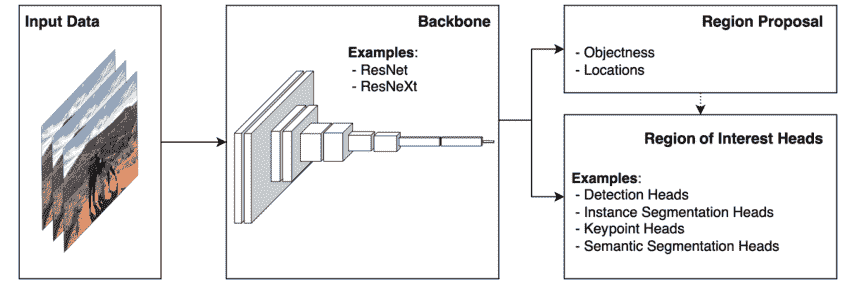 Input Data
Backbone
Examples:
- ResNet
- ResNeXt
Region Proposal
- Objectness
- Locations
Region of Interest Heads
Examples:
- Detection Heads
- Instance Segmentation Heads
- Keypoint Heads
- Semantic Segmentation Heads